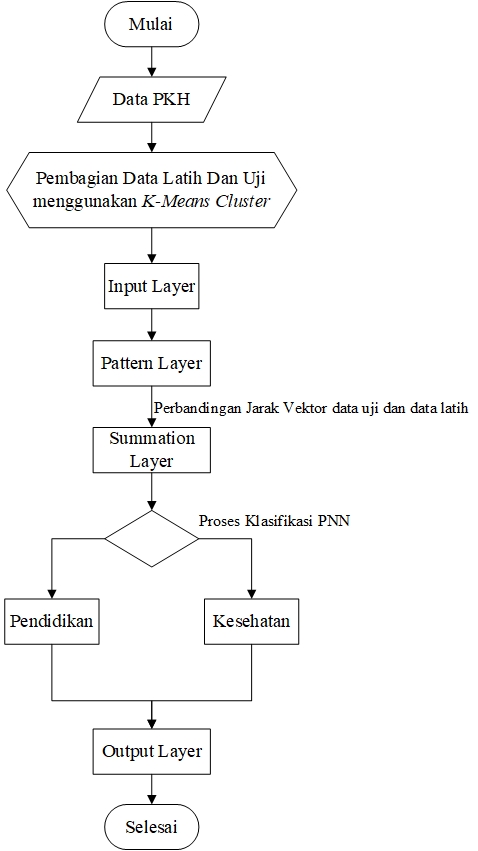 Mulai
Data PKH
Pembagian Data Latih Dan Uji
menggunakan K-Means Cluster
Input Layer
Pattern Layer
Perbandingan Jarak Vektor data uji dan data latih
Summation
Layer
Proses Klasifikasi PNN
Pendidikan
Kesehatan
Output Layer
Selesai